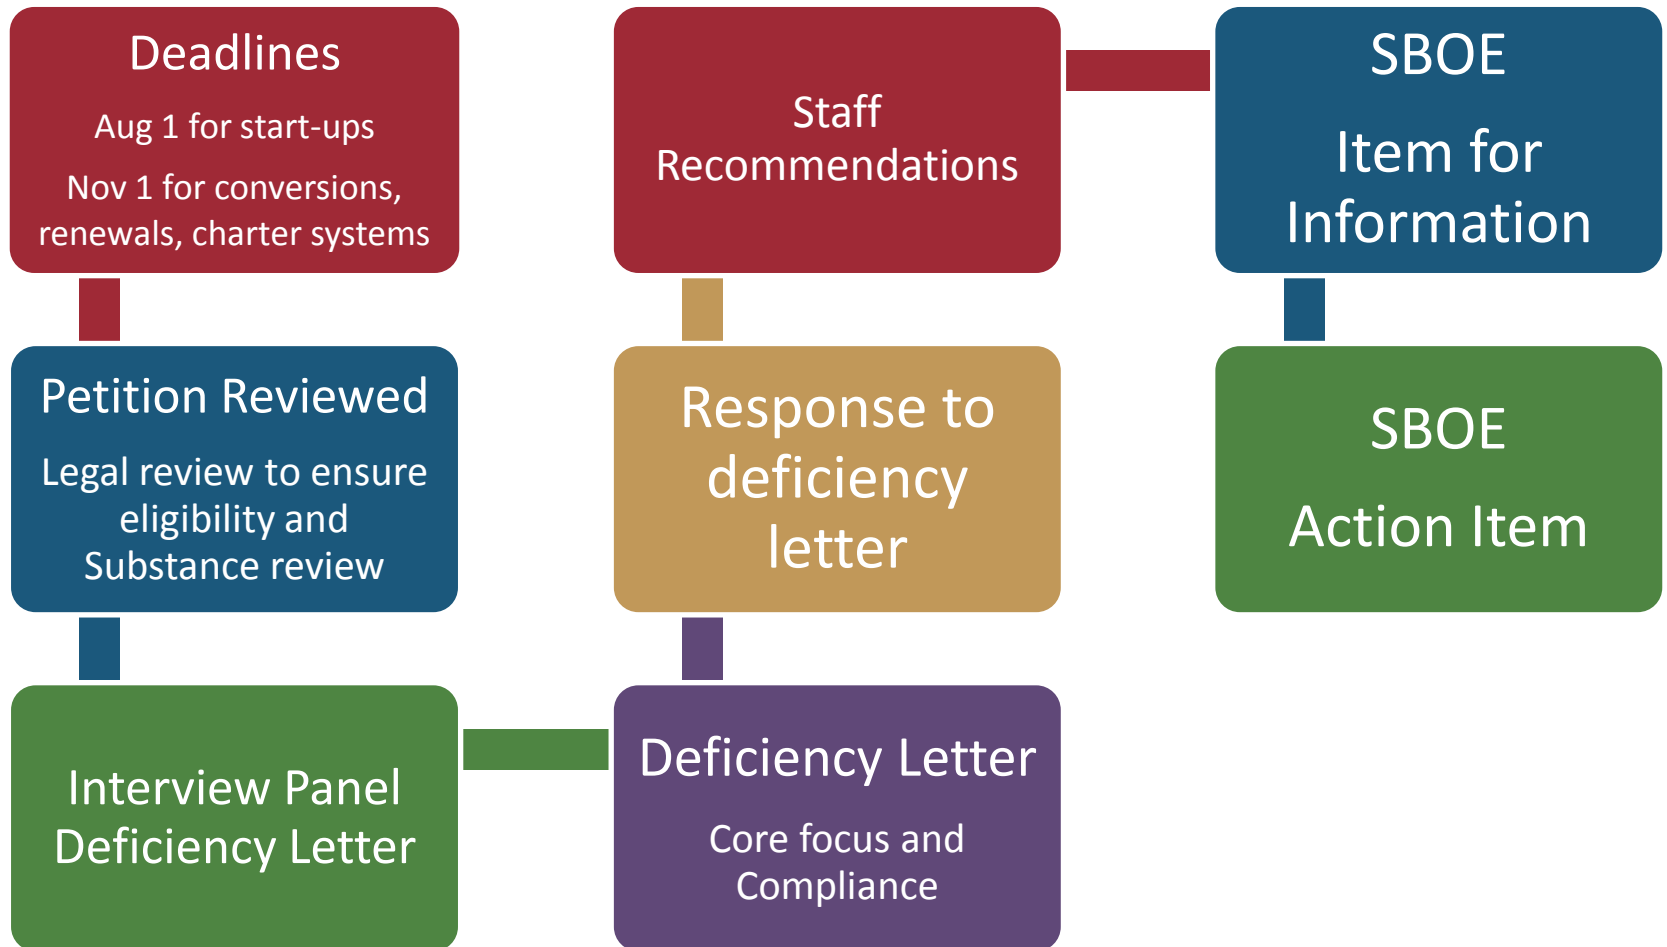 Deadlines
Aug 1 for start-ups
Nov 1 for conversions,
renewals, charter systems
Petition Reviewed
Legal review to ensure
eligibility and
Substance review
Interview Panel
Deficiency Letter
Deficiency Letter
Core focus and
Compliance
Response to
deficiency
letter
Staff
Recommendations
SBOE
Item for
Information
SBOE
Action Item